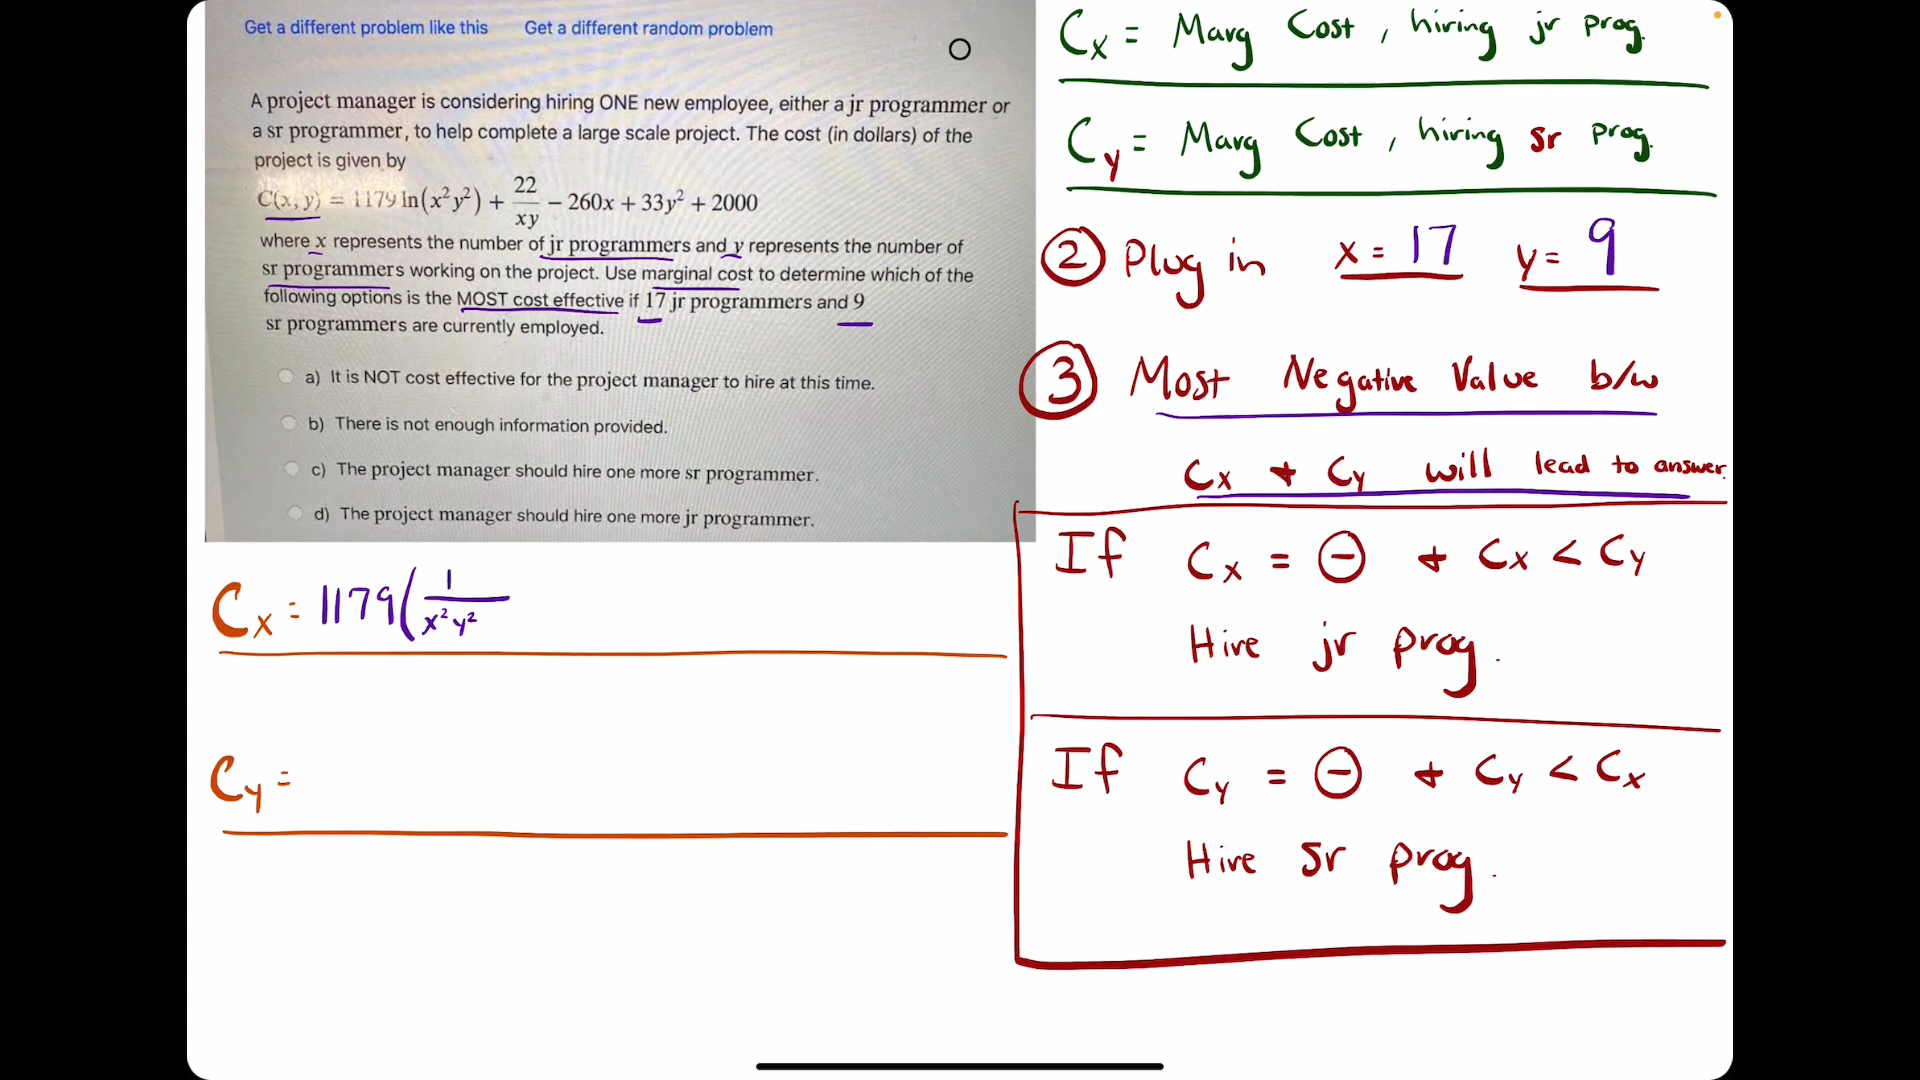 Get a different problem like this Get a different random problem
A project manager is considering hiring ONE new employee, either a jr programmer or
a sr programmer, to help complete a large scale project. The cost (in dollars) of the
project is given by
C(x, y) = 1179 ln(x²y²) + 22/xy − 260x + 33y² + 2000
where x represents the number of jr programmers and y represents the number of
sr programmers working on the project. Use marginal cost to determine which of the
following options is the MOST cost effective if 17 jr programmers and 9
sr programmers are currently employed.
a) It is NOT cost effective for the project manager to hire at this time.
b) There is not enough information provided.
c) The project manager should hire one more sr programmer.
d) The project manager should hire one more jr programmer.
Cx = 1179(1/x²y²
Cy =
Cx = Marg Cost, hiring jr prog.
Cy = Marg Cost, hiring sr prog.
② Plug in x = 17 y = 9
③ Most Negative Value b/w
Cx + Cy will lead to answer.
If Cx = ⊖ + Cx < Cy
Hire jr prog.
If Cy = ⊖ + Cy < Cx
Hire Sr prog.